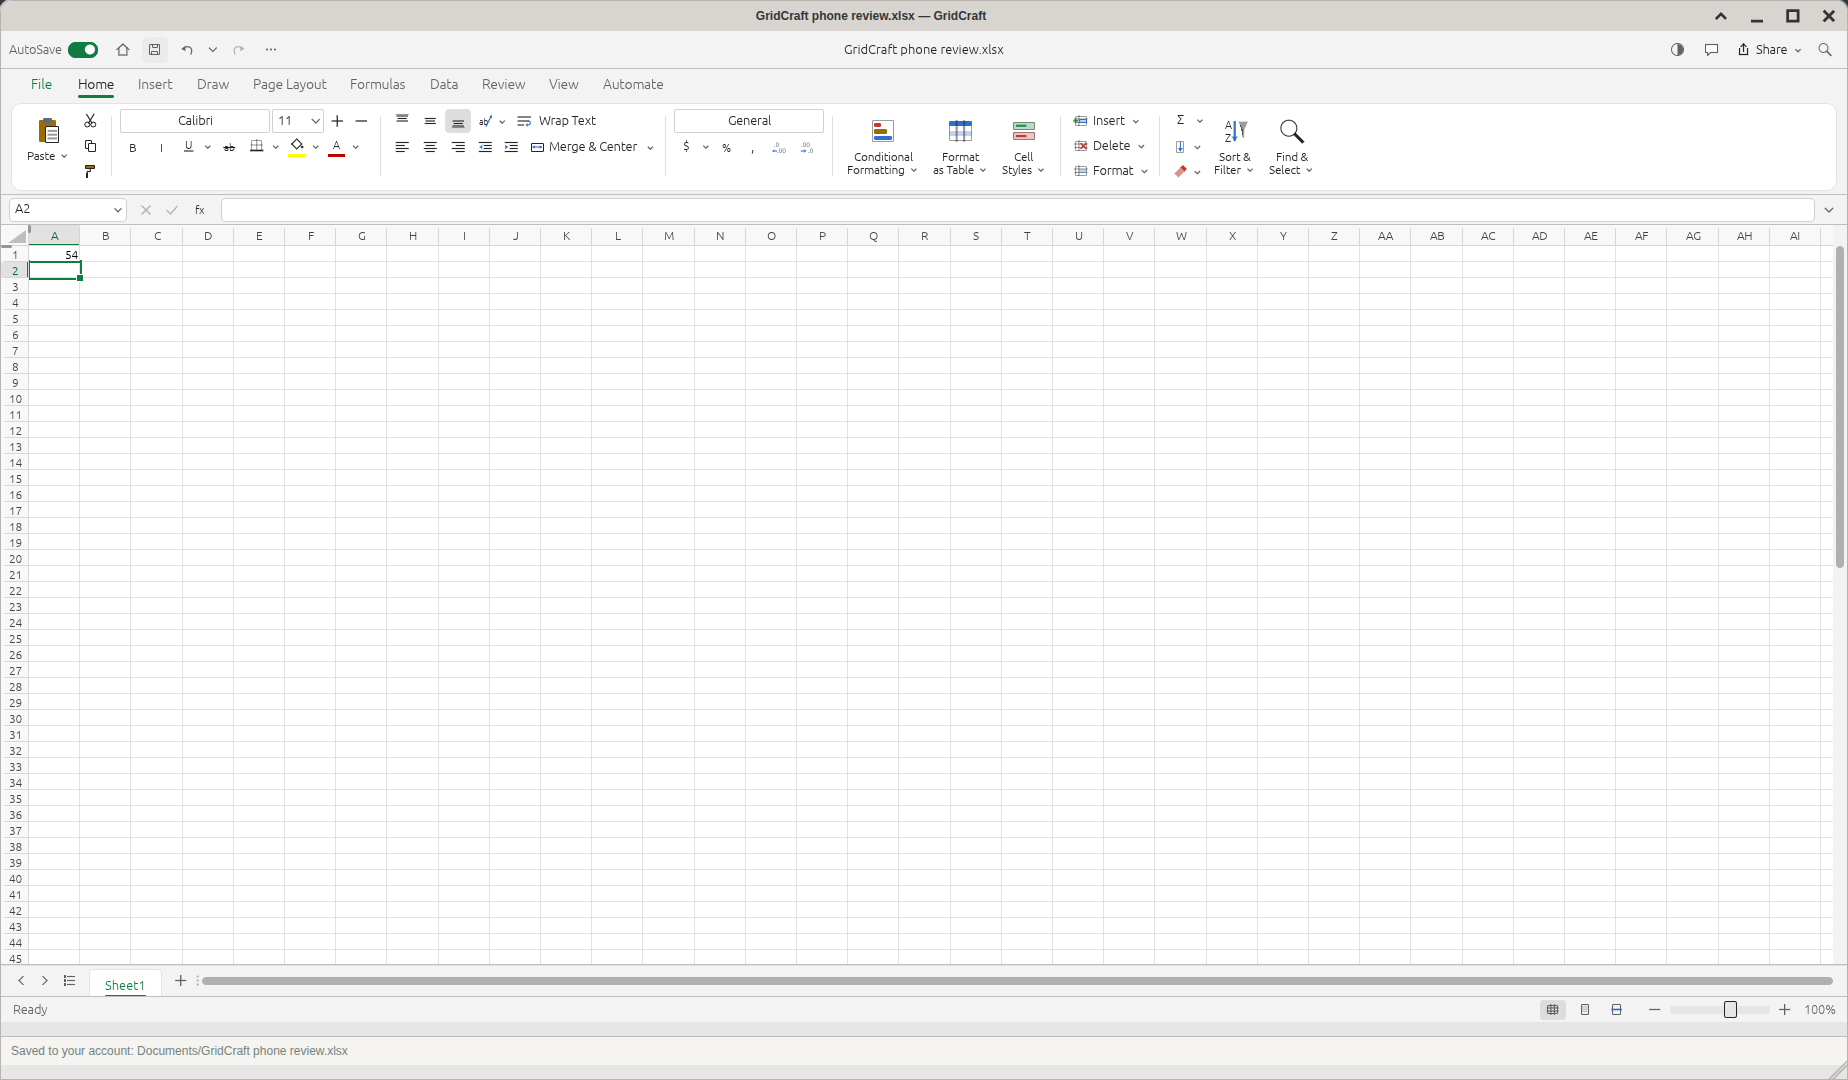 GridCraft phone review.xlsx — GridCraft
AutoSave
GridCraft phone review.xlsx
Share
File Home Insert Draw Page Layout Formulas Data Review View Automate
Paste
Calibri 11
B I U ab A
ab Wrap Text
Merge & Center
General
$ % ,
Conditional Formatting
Format as Table
Cell Styles
Insert
Delete
Format
Σ
Sort & Filter
Find & Select
A2 fx
A B C D E F G H I J K L M N O P Q R S T U V W X Y Z AA AB AC AD AE AF AG AH AI
1 54
2
3
4
5
6
7
8
9
10
11
12
13
14
15
16
17
18
19
20
21
22
23
24
25
26
27
28
29
30
31
32
33
34
35
36
37
38
39
40
41
42
43
44
45
Sheet1
Ready 100%
Saved to your account: Documents/GridCraft phone review.xlsx